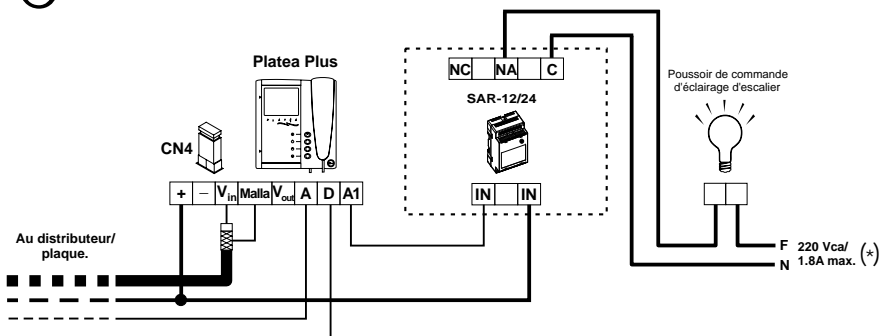 Platea Plus
CN4
+ – Vin Malla Vout A D A1
Au distributeur/
plaque.
NC NA C
SAR-12/24
IN IN
Poussoir de commande
d'éclairage d'escalier
F
N
220 Vca/
1.8A max. (*)